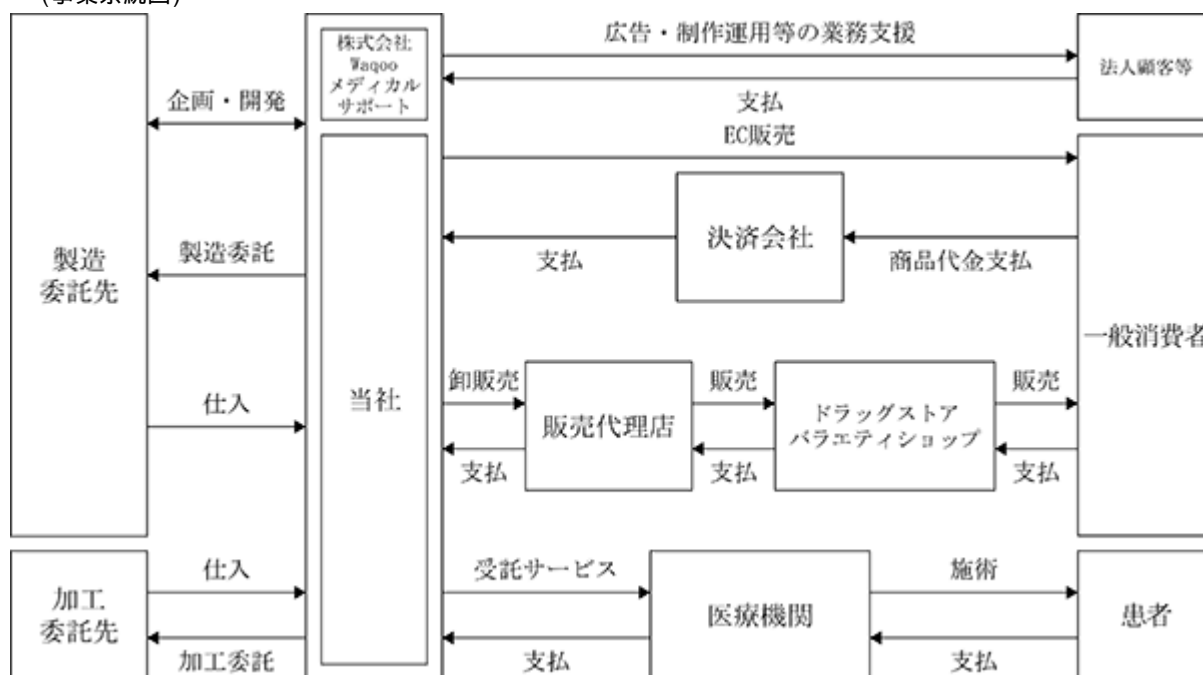 (事業系統図)
株式会社
Waqoo
メディカル
サポート
広告・制作運用等の業務支援
法人顧客等
支払
企画・開発
EC販売
製造
委託先
製造委託
決済会社
支払
商品代金支払
一般消費者
仕入
当社
卸販売
販売代理店
販売
ドラッグストア
バラエティショップ
販売
支払
支払
支払
加工
委託先
仕入
受託サービス
医療機関
施術
患者
加工委託
支払
支払